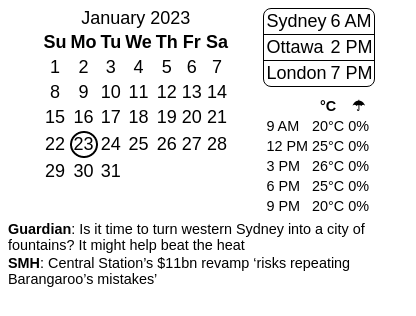 January 2023
Su Mo Tu We Th Fr Sa
1 2 3 4 5 6 7
8 9 10 11 12 13 14
15 16 17 18 19 20 21
22 23 24 25 26 27 28
29 30 31
Sydney 6 AM
Ottawa 2 PM
London 7 PM
°C ☂
9 AM 20°C 0%
12 PM 25°C 0%
3 PM 26°C 0%
6 PM 25°C 0%
9 PM 20°C 0%
Guardian: Is it time to turn western Sydney into a city of
fountains? It might help beat the heat
SMH: Central Station’s $11bn revamp ‘risks repeating
Barangaroo’s mistakes’